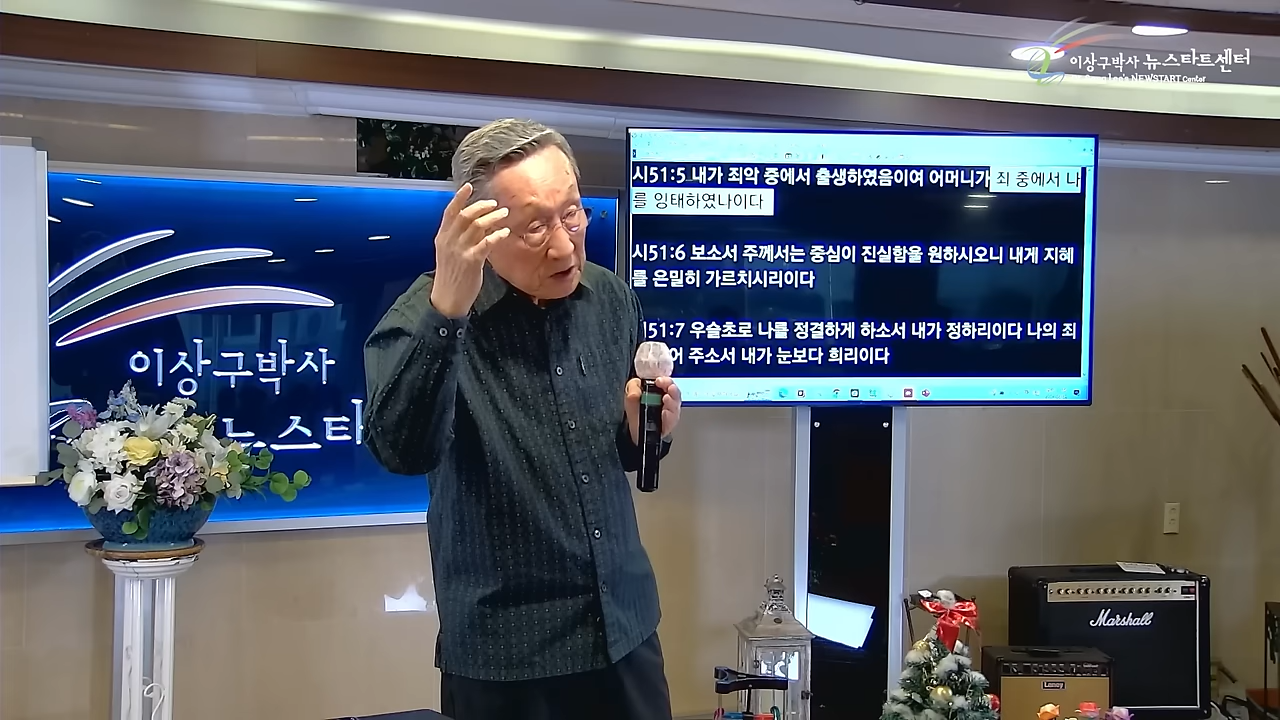 이상구박사 뉴스타트센터
NEWSTART Center
시51:5 내가 죄악 중에서 출생하였음이여 어머니가 죄 중에서 나
를 잉태하였나이다
시51:6 보소서 주께서는 중심이 진실함을 원하시오니 내게 지혜
를 은밀히 가르치시리이다
51:7 우슬초로 나를 정결하게 하소서 내가 정하리이다 나의 죄
어 주소서 내가 눈보다 희리이다
이상구박사
뉴스타
Marshall
Laney